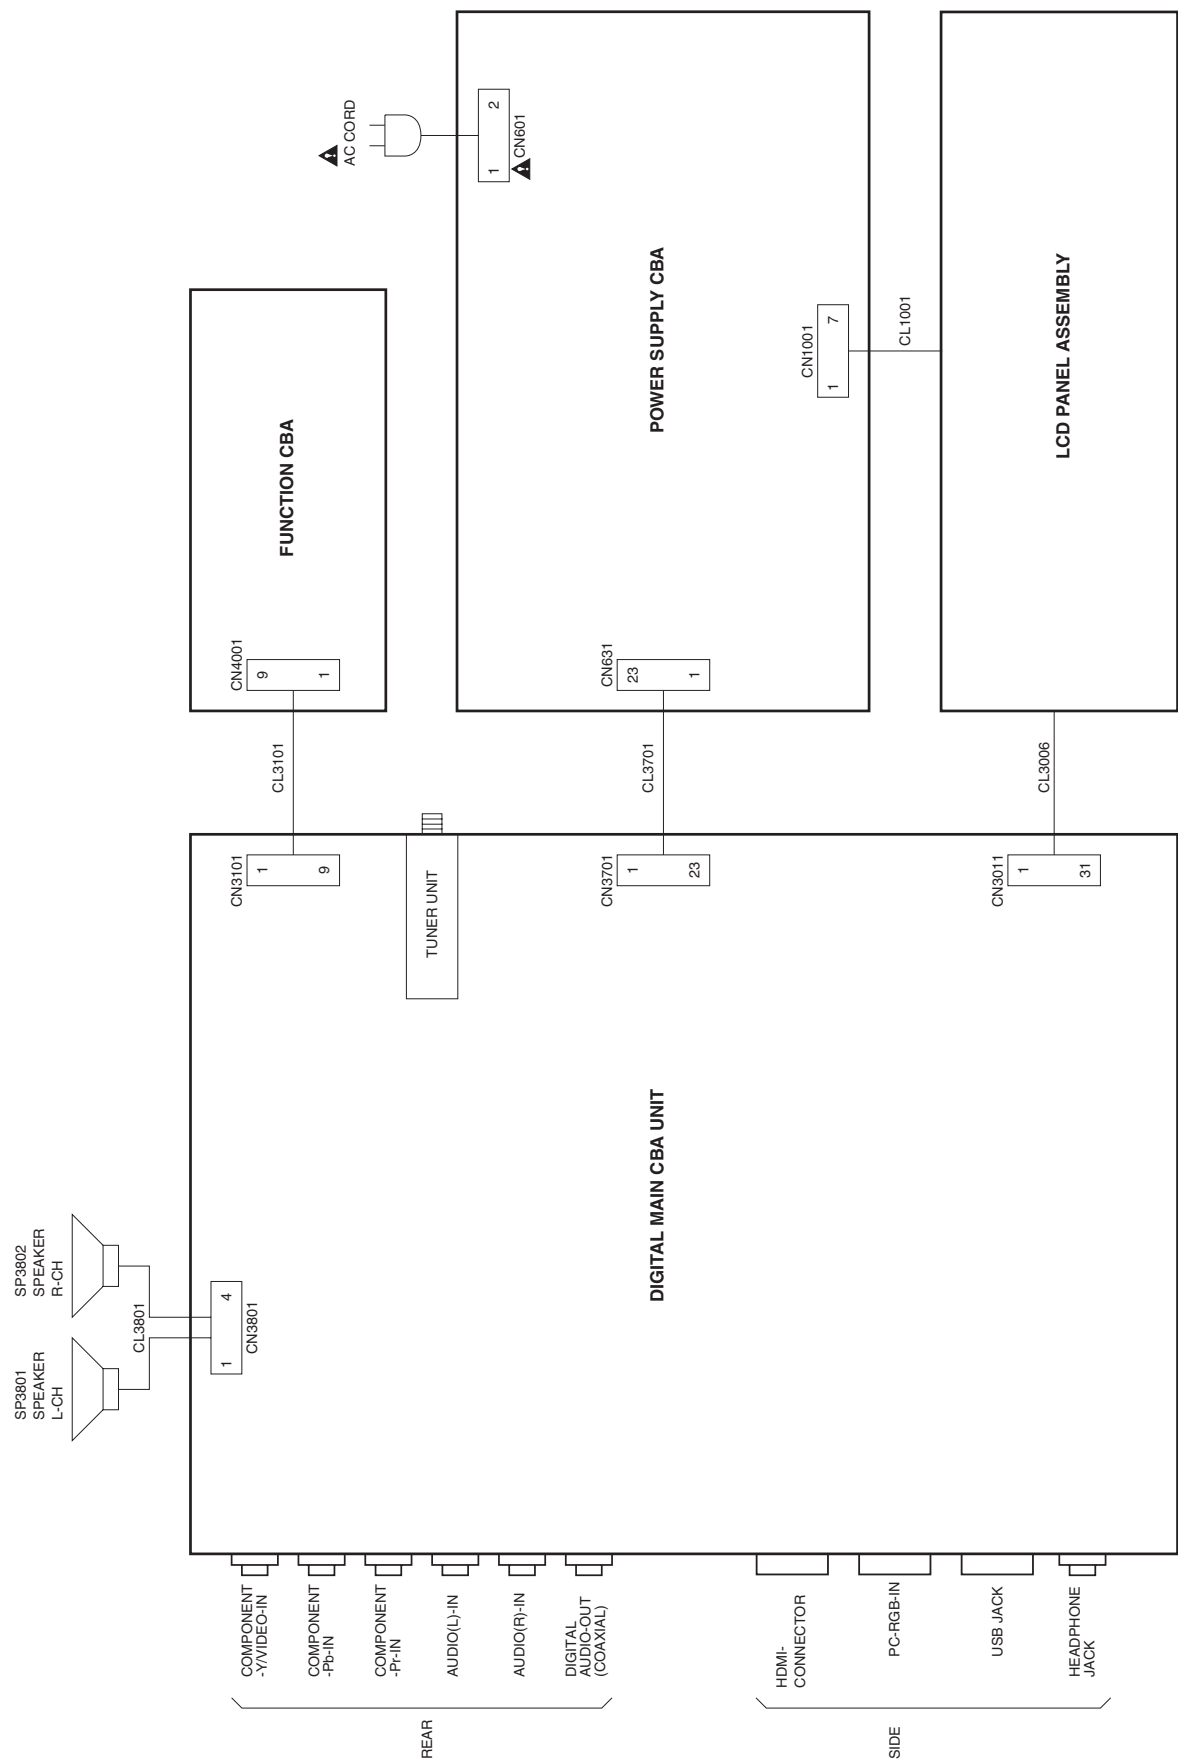 SP3801
SPEAKER
L-CH
SP3802
SPEAKER
R-CH
CL3801
1
4
CN3801
AC CORD
1
2
CN601
REAR
COMPONENT
-Y/VIDEO-IN
COMPONENT
-Pb-IN
COMPONENT
-Pr-IN
AUDIO(L)-IN
AUDIO(R)-IN
DIGITAL
AUDIO-OUT
(COAXIAL)
SIDE
HDMI-
CONNECTOR
PC-RGB-IN
USB JACK
HEADPHONE
JACK
DIGITAL MAIN CBA UNIT
TUNER UNIT
CN3101
1
9
CL3101
CN4001
9
1
FUNCTION CBA
CN3701
1
23
CL3701
CN631
23
1
POWER SUPPLY CBA
CN1001
1
7
CL1001
CN3011
1
31
CL3006
LCD PANEL ASSEMBLY